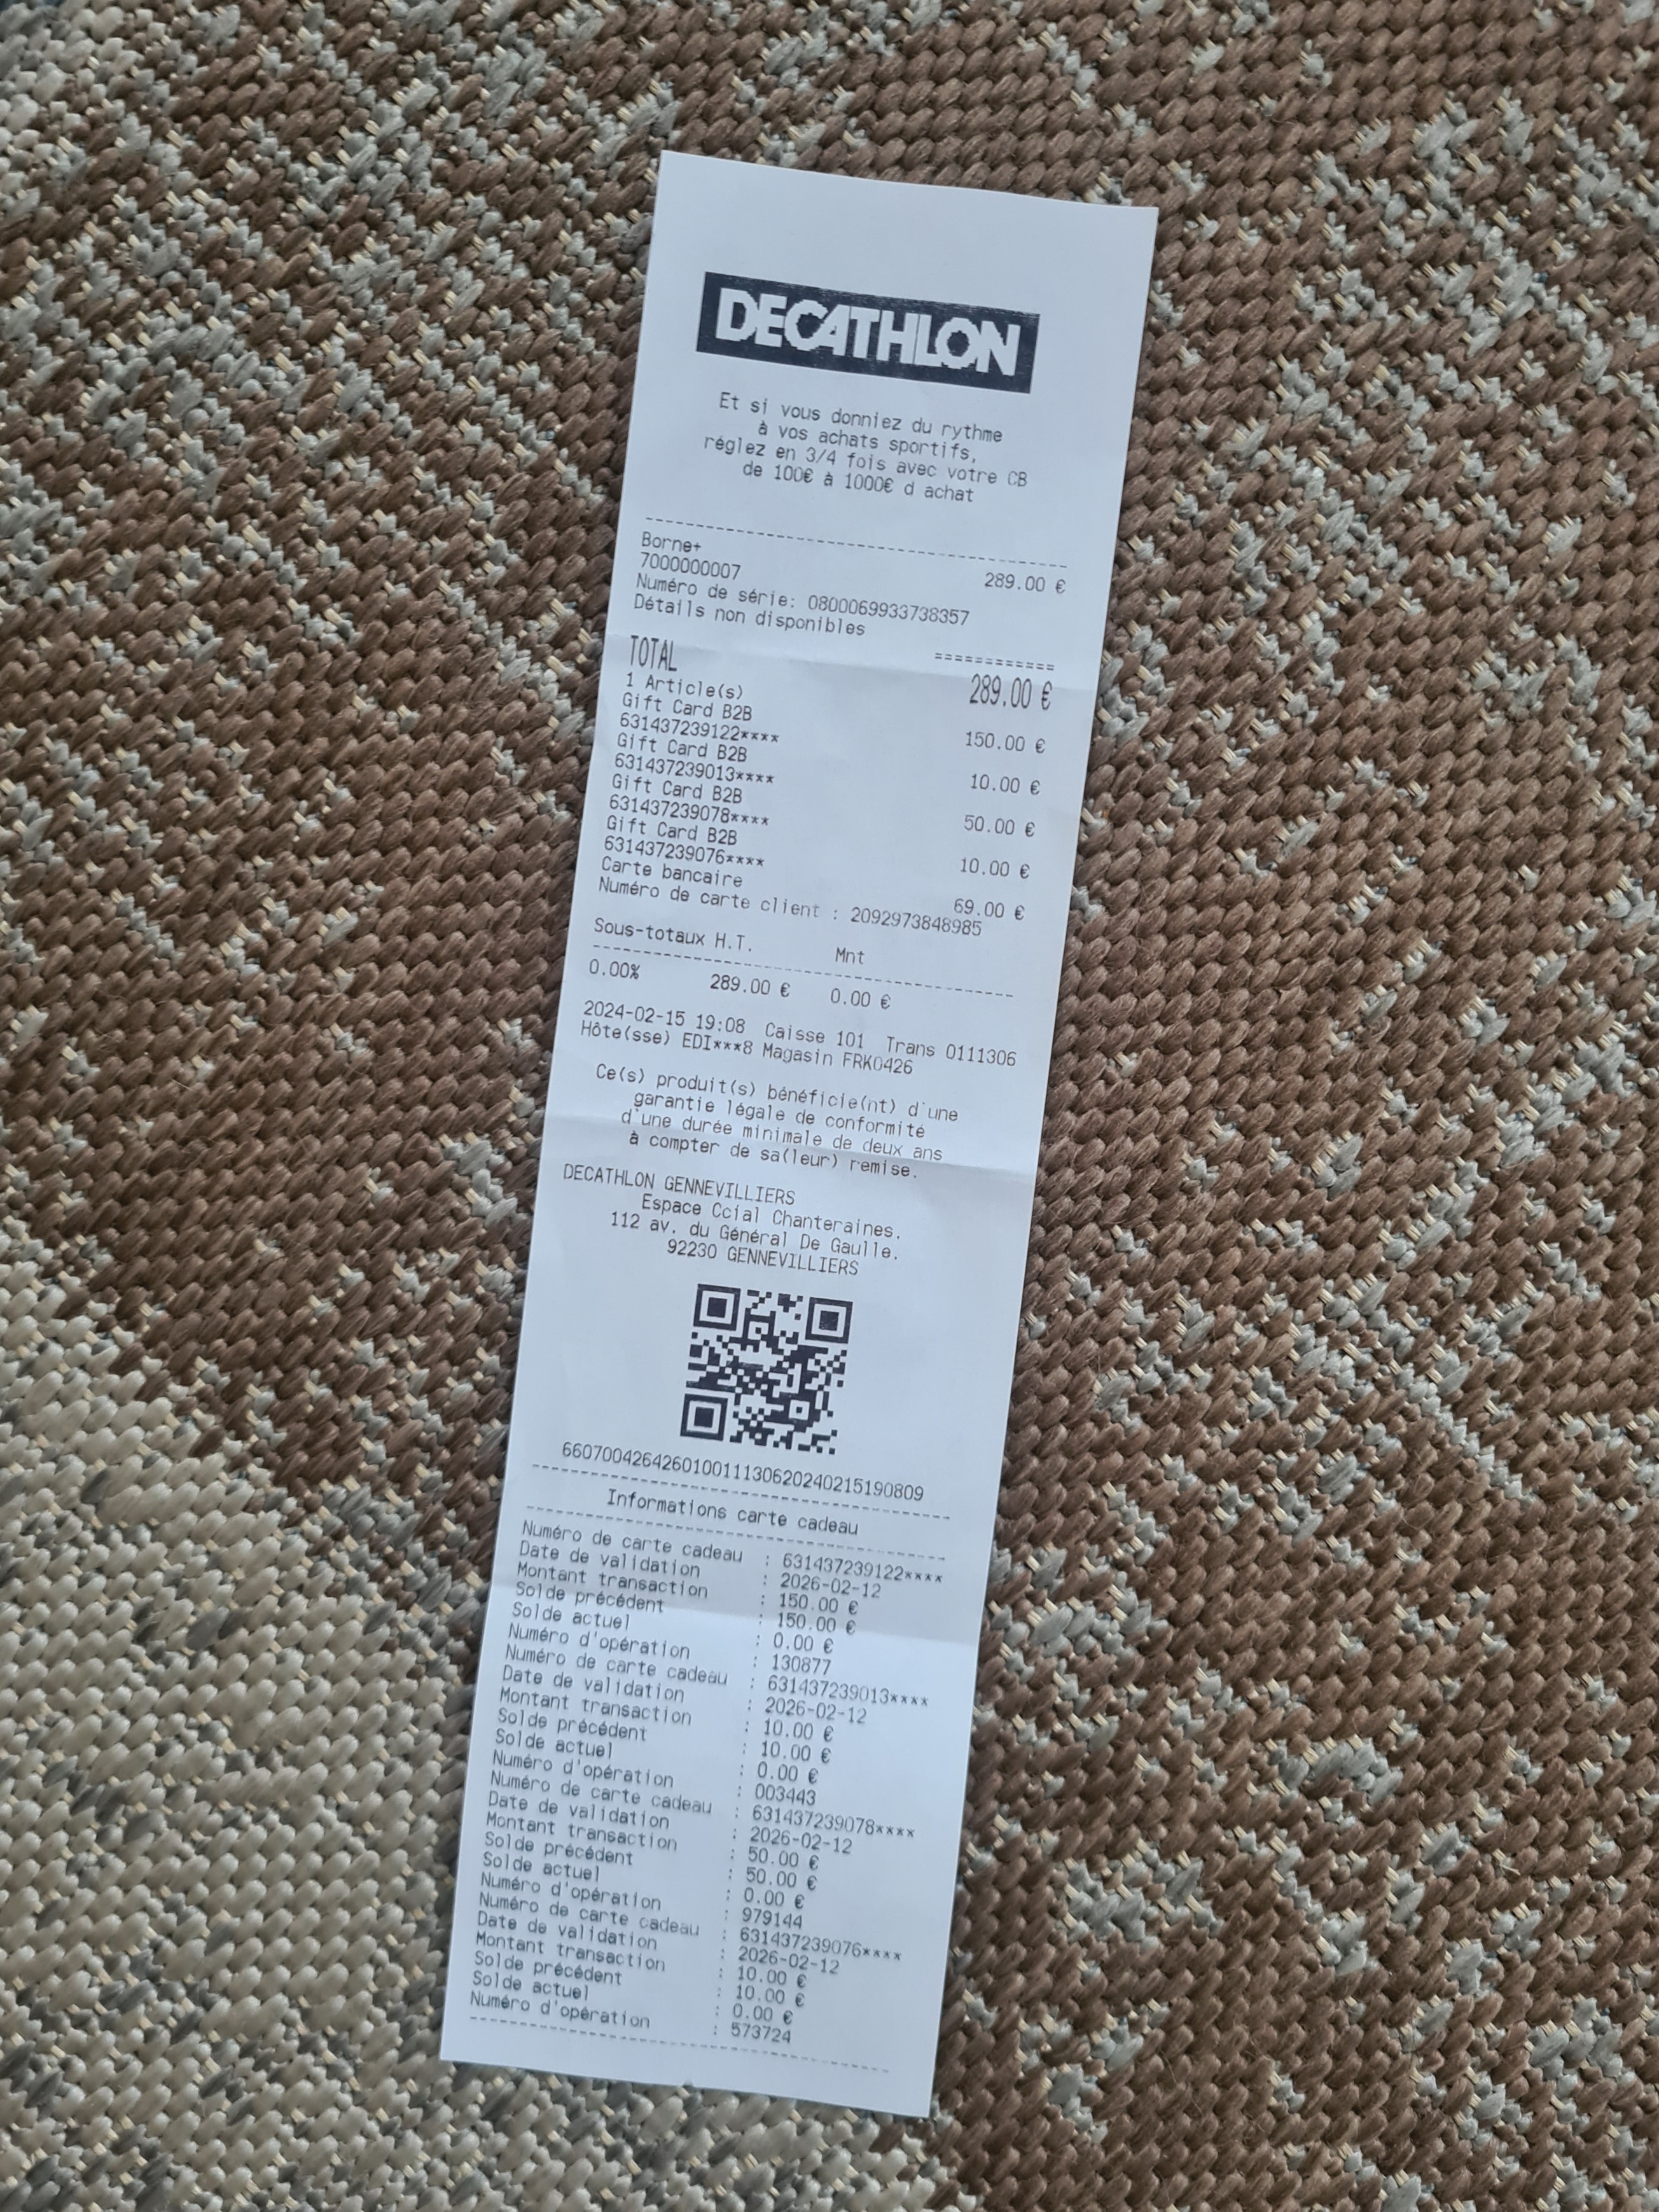 DECATHLON
Et si vous donniez du rythme
à vos achats sportifs,
réglez en 3/4 fois avec votre CB
de 100€ à 1000€ d achat
Borne+
7000000007 289.00 €
Numéro de série: 0800069933738357
Détails non disponibles
============
TOTAL 289.00 €
1 Article(s)
Gift Card B2B 150.00 €
631437239122****
Gift Card B2B 10.00 €
631437239013****
Gift Card B2B 50.00 €
631437239078****
Gift Card B2B 10.00 €
631437239076****
Carte bancaire 69.00 €
Numéro de carte client : 2092973848985
Sous-totaux H.T. Mnt
0.00% 289.00 € 0.00 €
2024-02-15 19:08 Caisse 101 Trans 0111306
Hôte(sse) EDI***8 Magasin FRK0426
Ce(s) produit(s) bénéficie(nt) d'une
garantie légale de conformité
d'une durée minimale de deux ans
à compter de sa(leur) remise.
DECATHLON GENNEVILLIERS
Espace Ccial Chanteraines.
112 av. du Général De Gaulle.
92230 GENNEVILLIERS
660700426426010011130620240215190809
Informations carte cadeau
Numéro de carte cadeau : 631437239122****
Date de validation : 2026-02-12
Montant transaction : 150.00 €
Solde précédent : 150.00 €
Solde actuel : 0.00 €
Numéro d'opération : 130877
Numéro de carte cadeau : 631437239013****
Date de validation : 2026-02-12
Montant transaction : 10.00 €
Solde précédent : 10.00 €
Solde actuel : 0.00 €
Numéro d'opération : 003443
Numéro de carte cadeau : 631437239078****
Date de validation : 2026-02-12
Montant transaction : 50.00 €
Solde précédent : 50.00 €
Solde actuel : 0.00 €
Numéro d'opération : 979144
Numéro de carte cadeau : 631437239076****
Date de validation : 2026-02-12
Montant transaction : 10.00 €
Solde précédent : 10.00 €
Solde actuel : 0.00 €
Numéro d'opération : 573724